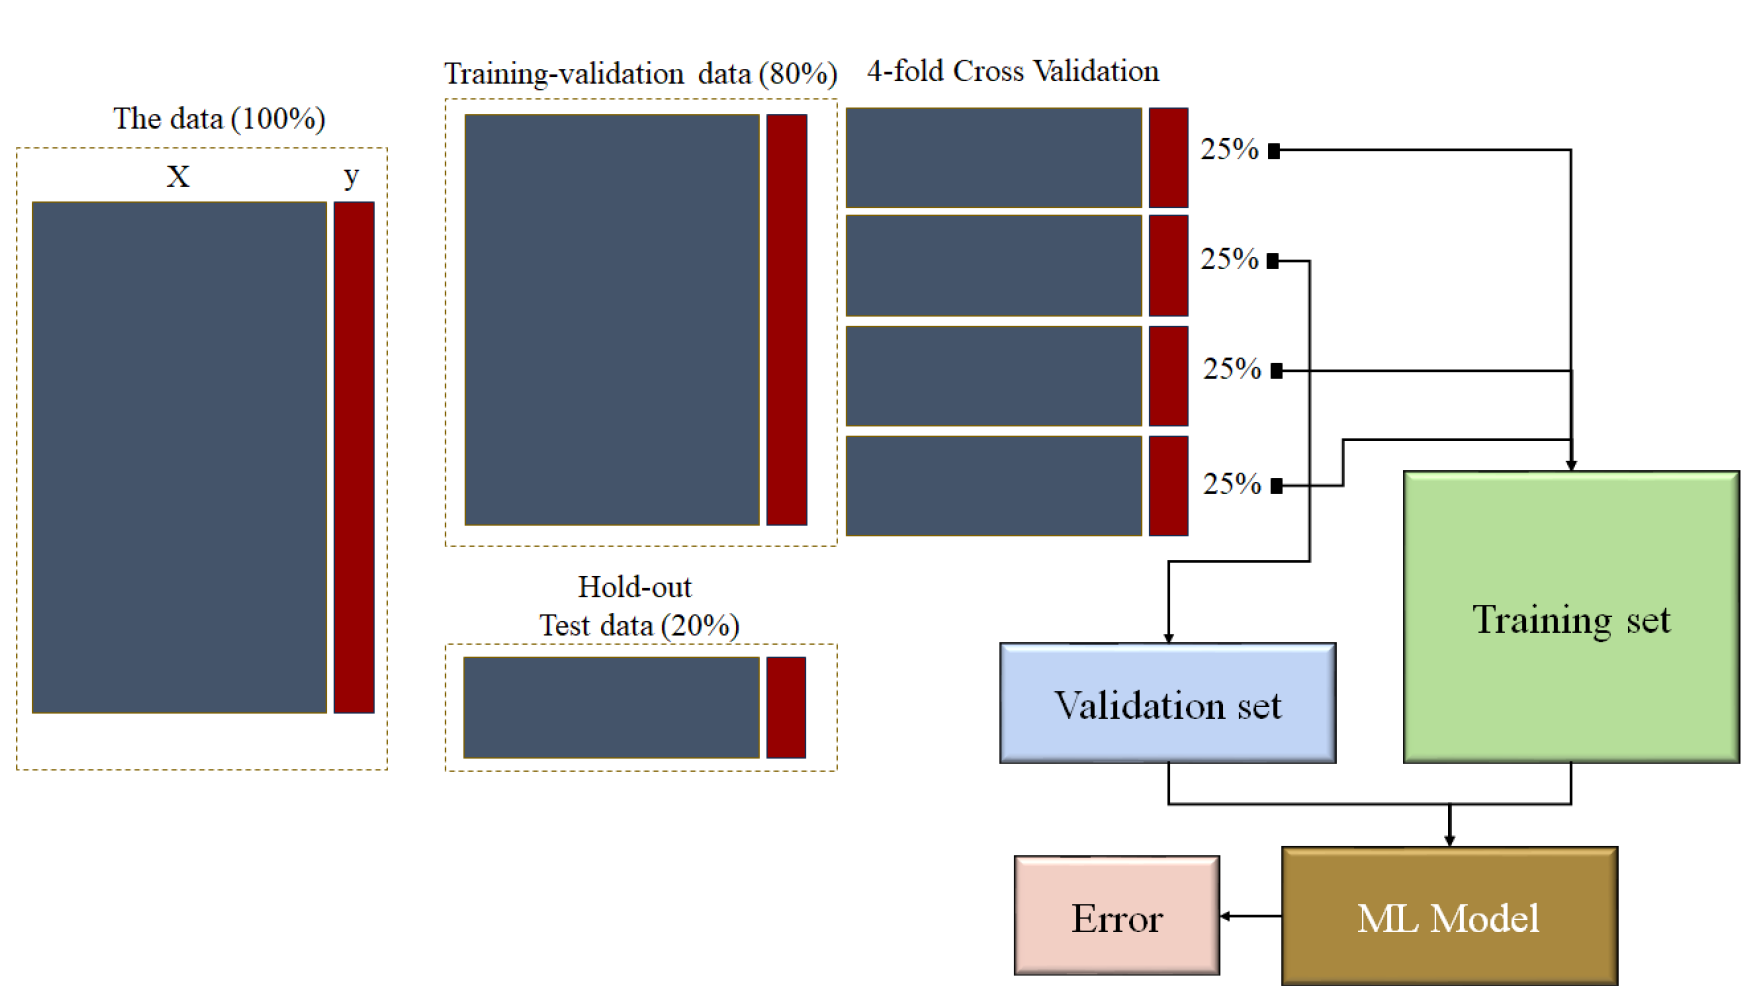 The data (100%)
X
y
Training-validation data (80%)
Hold-out
Test data (20%)
4-fold Cross Validation
25%
25%
25%
25%
Training set
Validation set
ML Model
Error